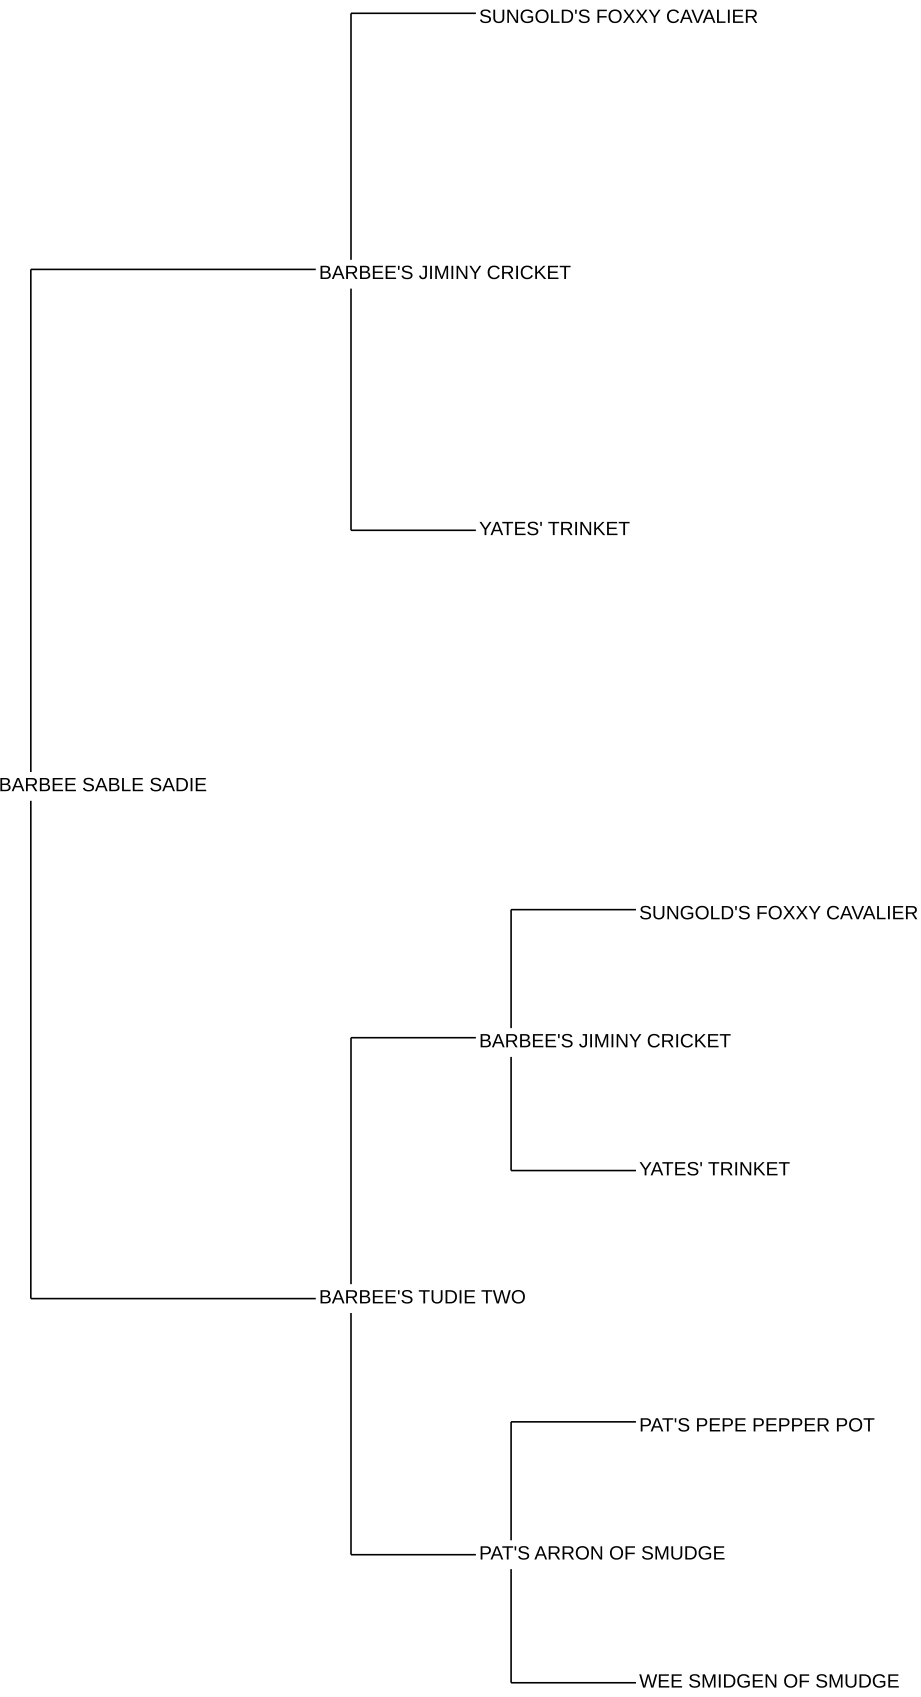 SUNGOLD'S FOXXY CAVALIER
BARBEE'S JIMINY CRICKET
YATES' TRINKET
BARBEE SABLE SADIE
SUNGOLD'S FOXXY CAVALIER
BARBEE'S JIMINY CRICKET
YATES' TRINKET
BARBEE'S TUDIE TWO
PAT'S PEPE PEPPER POT
PAT'S ARRON OF SMUDGE
WEE SMIDGEN OF SMUDGE